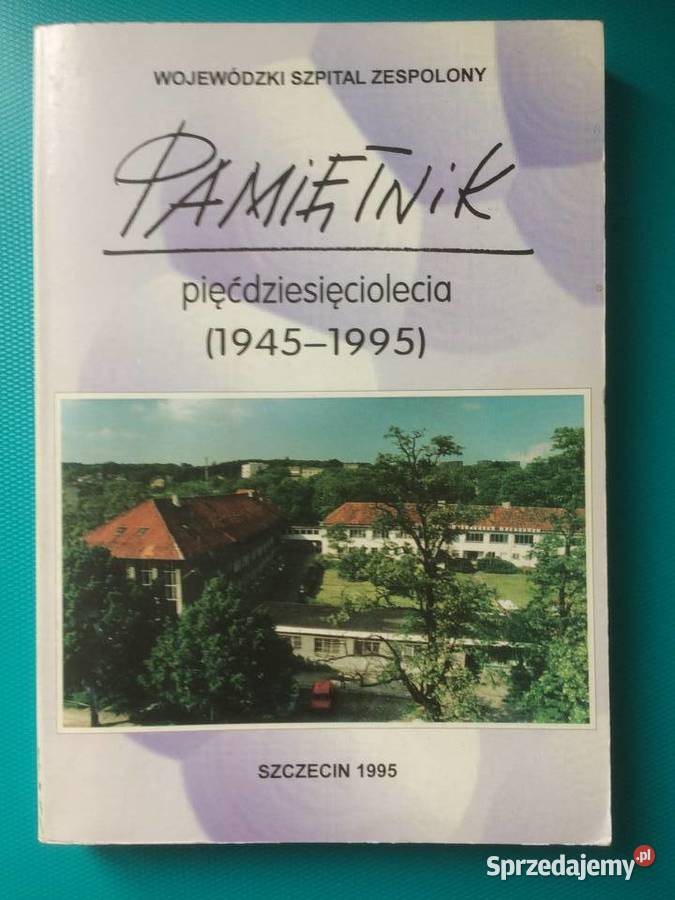 WOJEWÓDZKI SZPITAL ZESPOLONY
PAMIĘTNIK
pięćdziesięciolecia
(1945–1995)
SZCZECIN 1995
Sprzedajemy.pl